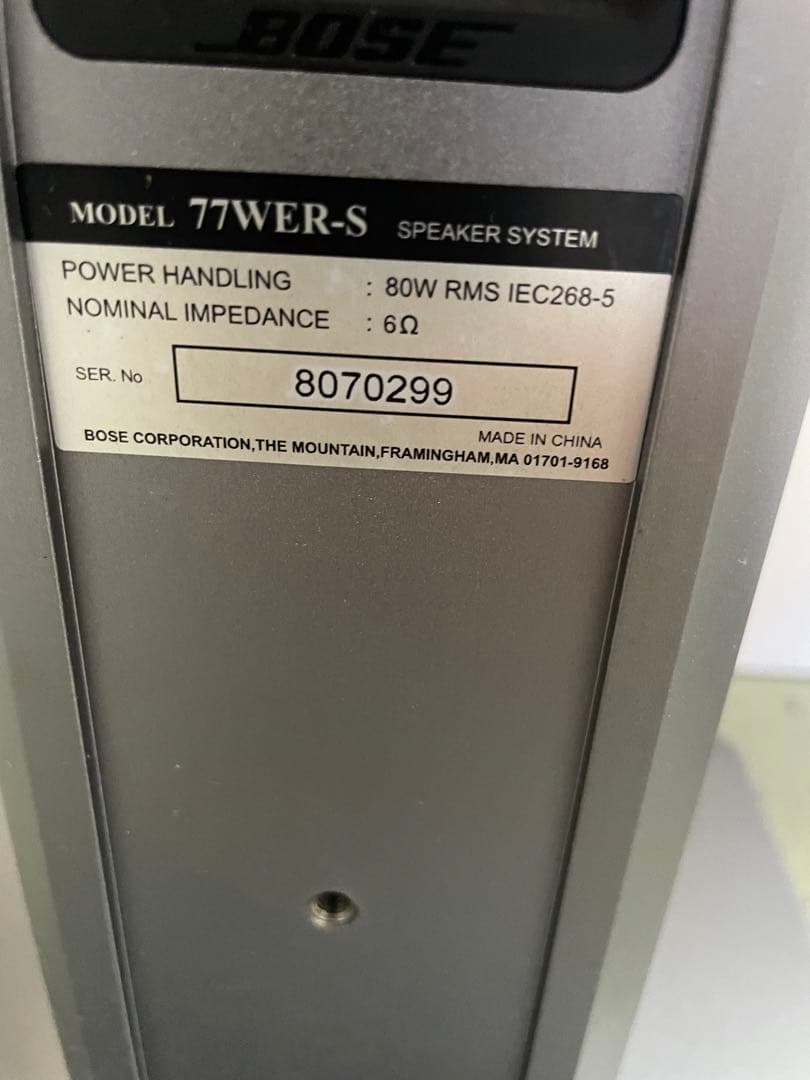 BOSE
MODEL 77WER-S SPEAKER SYSTEM
POWER HANDLING : 80W RMS IEC268-5
NOMINAL IMPEDANCE : 6Ω
SER. No 8070299
MADE IN CHINA
BOSE CORPORATION,THE MOUNTAIN,FRAMINGHAM,MA 01701-9168